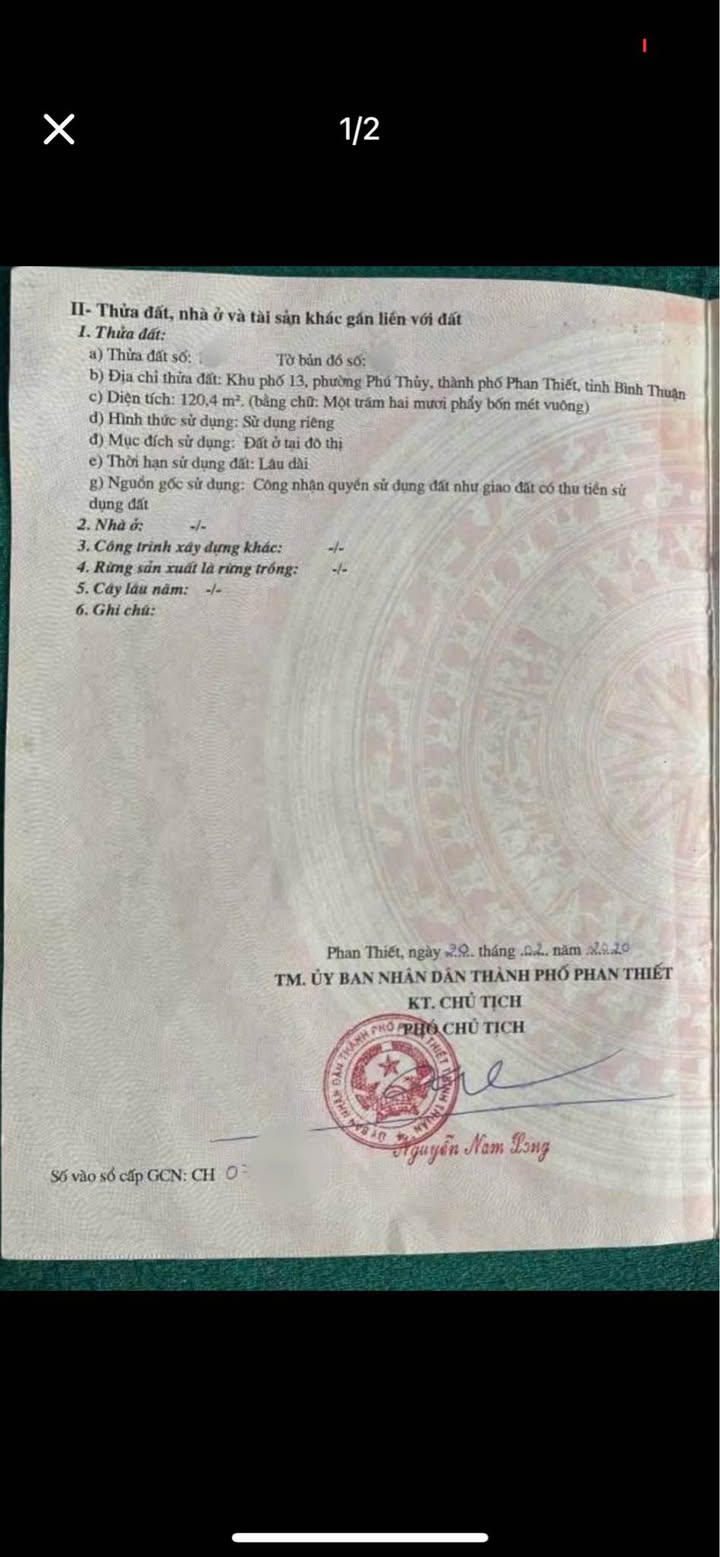 1/2
II- Thửa đất, nhà ở và tài sản khác gắn liền với đất
1. Thửa đất:
a) Thửa đất số: Tờ bản đồ số:
b) Địa chỉ thửa đất: Khu phố 13, phường Phú Thủy, thành phố Phan Thiết, tỉnh Bình Thuận
c) Diện tích: 120,4 m². (bằng chữ: Một trăm hai mươi phẩy bốn mét vuông)
d) Hình thức sử dụng: Sử dụng riêng
đ) Mục đích sử dụng: Đất ở tại đô thị
e) Thời hạn sử dụng đất: Lâu dài
g) Nguồn gốc sử dụng: Công nhận quyền sử dụng đất như giao đất có thu tiền sử
dụng đất
2. Nhà ở: -/-
3. Công trình xây dựng khác: -/-
4. Rừng sản xuất là rừng trồng: -/-
5. Cây lâu năm: -/-
6. Ghi chú:
Phan Thiết, ngày 20 tháng .02. năm .2020
TM. ỦY BAN NHÂN DÂN THÀNH PHỐ PHAN THIẾT
KT. CHỦ TỊCH
PHÓ CHỦ TỊCH
Nguyễn Nam Long
Số vào sổ cấp GCN: CH 0